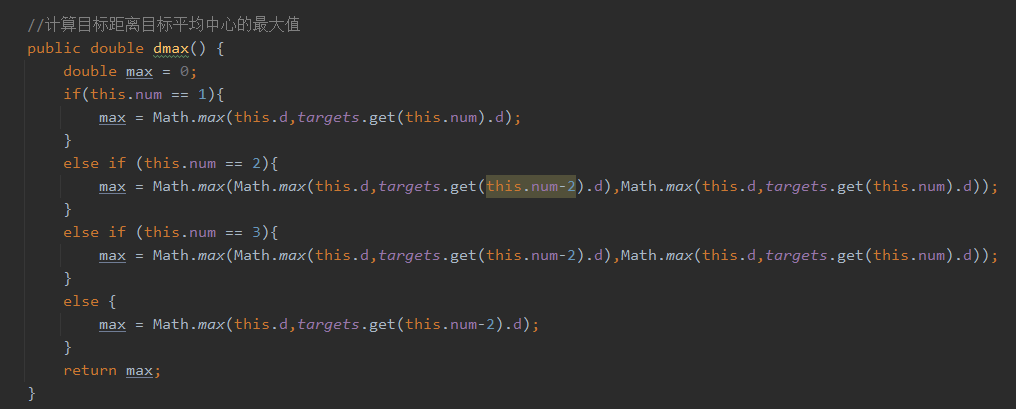 //计算目标距离目标平均中心的最大值
public double dmax() {
double max = 0;
if(this.num == 1){
max = Math.max(this.d,targets.get(this.num).d);
}
else if (this.num == 2){
max = Math.max(Math.max(this.d,targets.get(this.num-2).d),Math.max(this.d,targets.get(this.num).d));
}
else if (this.num == 3){
max = Math.max(Math.max(this.d,targets.get(this.num-2).d),Math.max(this.d,targets.get(this.num).d));
}
else {
max = Math.max(this.d,targets.get(this.num-2).d);
}
return max;
}